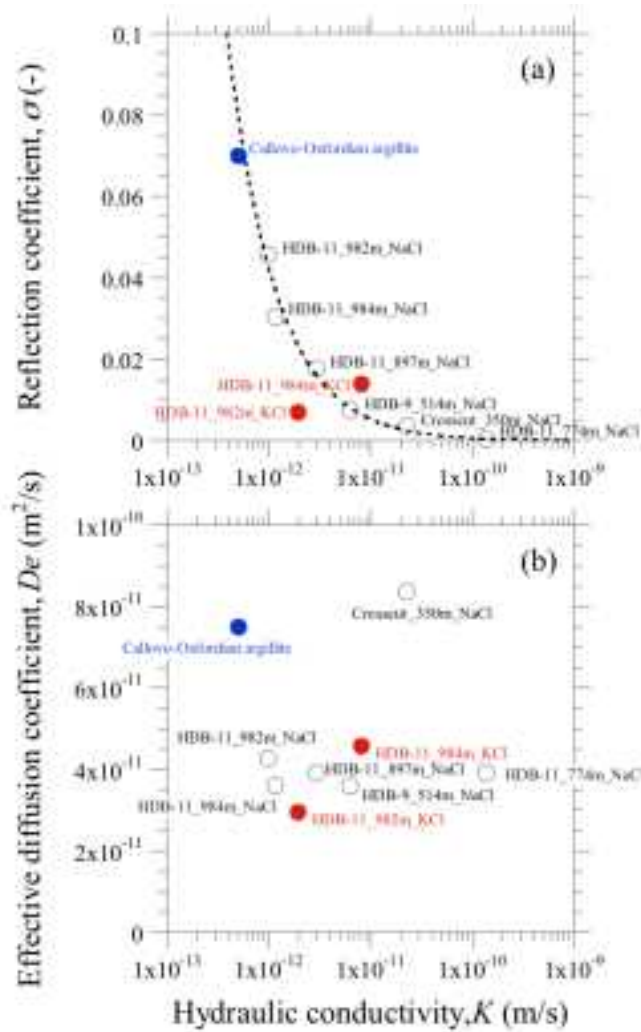 0.1
(a)
Reflection coefficient, σ (-)
0.08
Callovo-Oxfordian argillite
0.06
HDB-11_982m_NaCl
0.04
HDB-11_984m_NaCl
0.02
HDB-11_897m_NaCl
HDB-11_984m_KCl
HDB-9_514m_NaCl
HDB-11_982m_KCl
350m_NaCl
HDB-11_774m_NaCl
0
1x10-13
1x10-12
1x10-11
1x10-10
1x10-9
Effective diffusion coefficient, De (m2/s)
1x10-10
(b)
8x10-11
350m_NaCl
Callovo-Oxfordian argillite
6x10-11
HDB-11_982m_NaCl
HDB-11_984m_KCl
4x10-11
HDB-11_897m_NaCl
HDB-11_774m_NaCl
HDB-11_984m_NaCl
HDB-9_514m_NaCl
HDB-11_982m_KCl
2x10-11
0
1x10-13
1x10-12
1x10-11
1x10-10
1x10-9
Hydraulic conductivity,K (m/s)